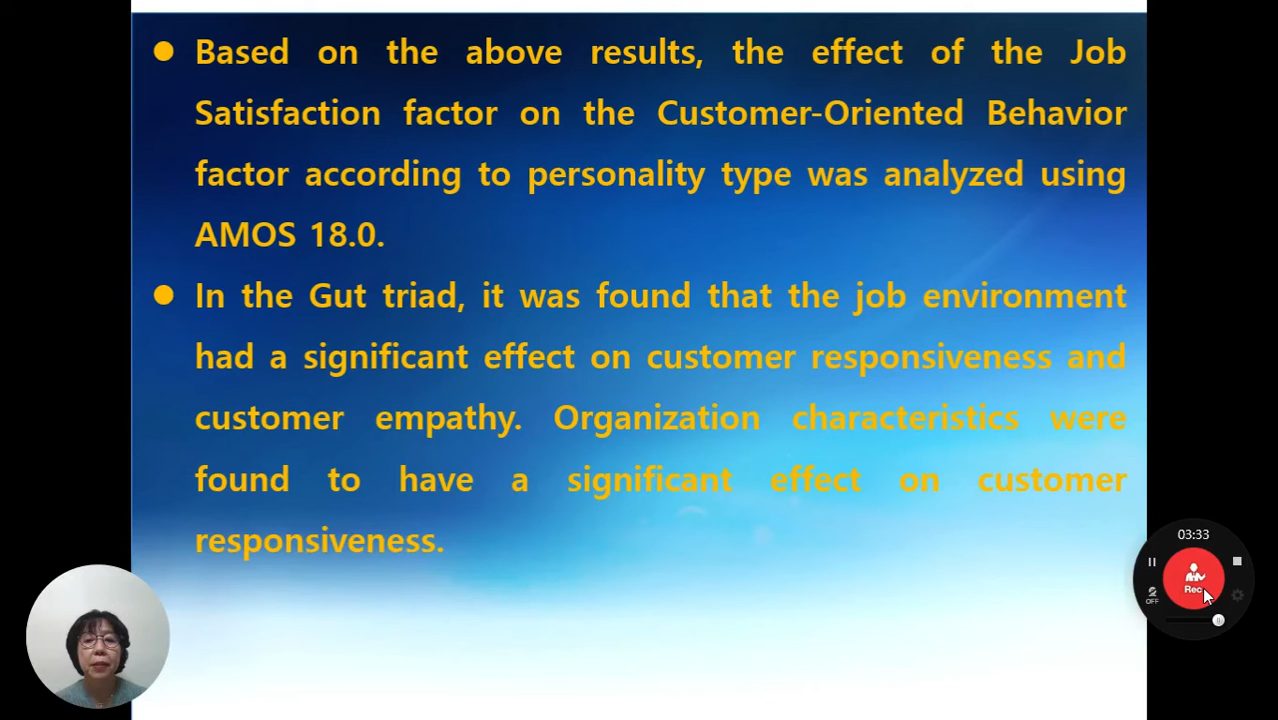 Based on the above results, the effect of the Job
Satisfaction factor on the Customer-Oriented Behavior
factor according to personality type was analyzed using
AMOS 18.0.
In the Gut triad, it was found that the job environment
had a significant effect on customer responsiveness and
customer empathy. Organization characteristics were
found to have a significant effect on customer
responsiveness.
03:33
Rec
OFF